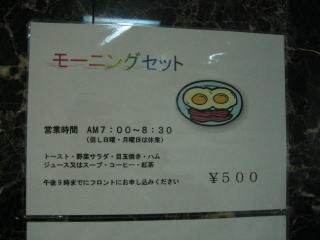 モーニングセット
営業時間 AM7:00~8:30
(但し日曜・月曜日は休業)
トースト・野菜サラダ・目玉焼き・ハム
ジュース又はスープ・コーヒー・紅茶
午後9時までにフロントにお申し込みください
¥500